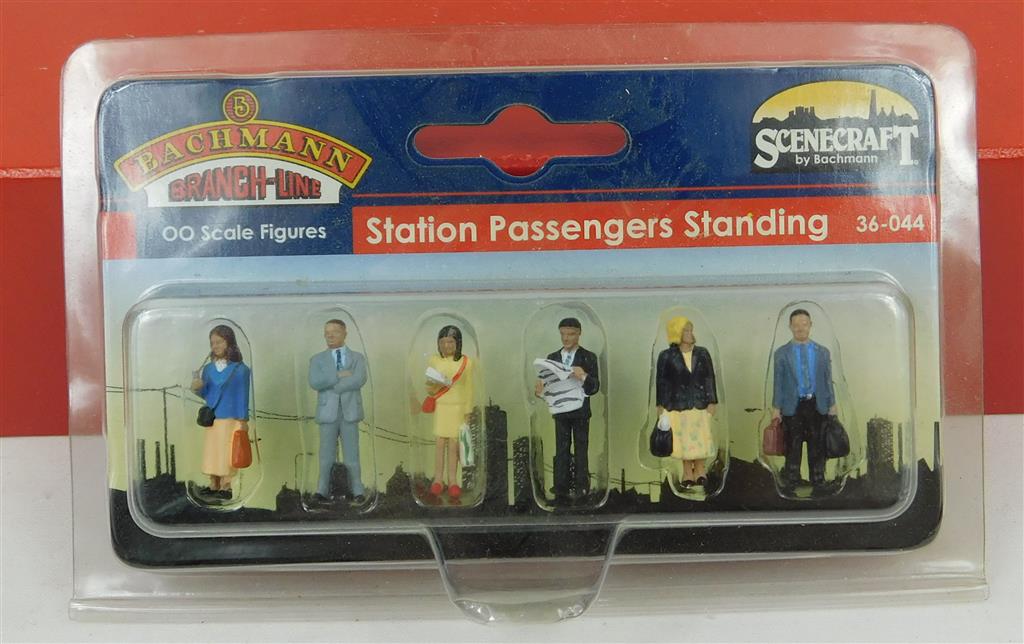 BACHMANN
BRANCH-LINE
SCENECRAFT
by Bachmann
OO Scale Figures
Station Passengers Standing
36-044